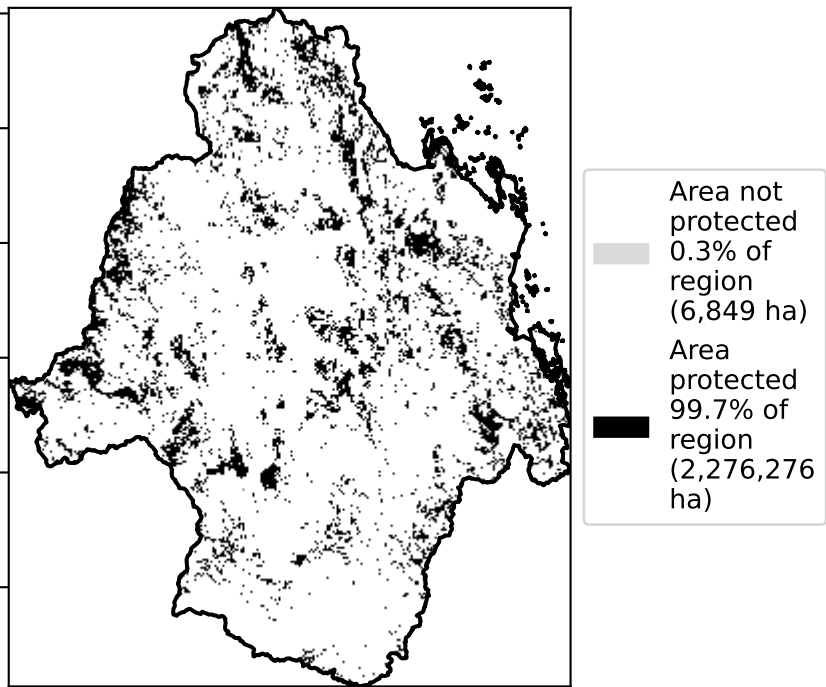 Area not
protected
0.3% of
region
(6,849 ha)
Area
protected
99.7% of
region
(2,276,276
ha)